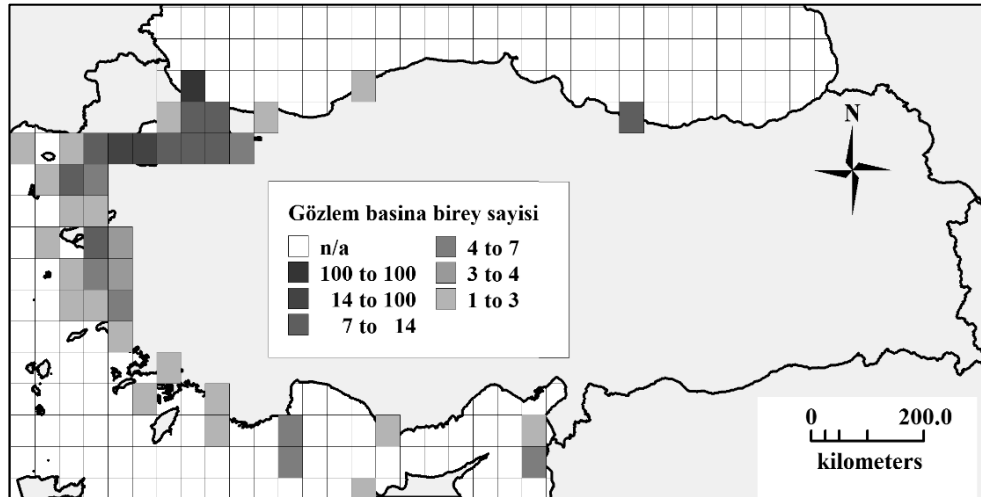 N
Gözlem basina birey sayisi
n/a
100 to 100
14 to 100
7 to 14
4 to 7
3 to 4
1 to 3
0 200.0
kilometers